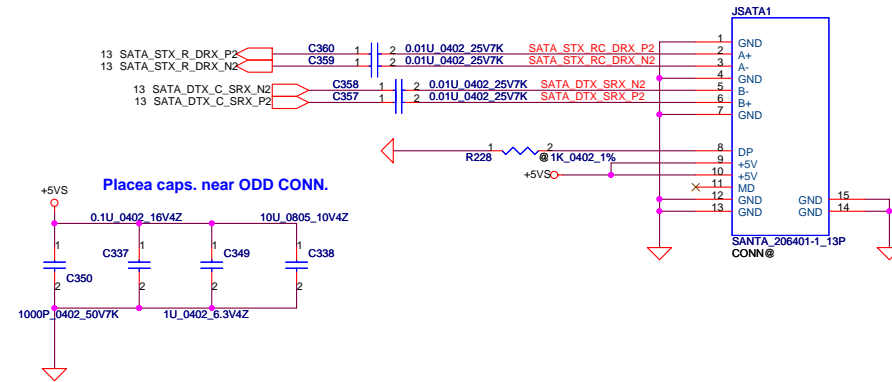 JSATA1
13 SATA_STX_R_DRX_P2 C360 1 2 0.01U_0402_25V7K SATA_STX_RC_DRX_P2 1 GND
13 SATA_STX_R_DRX_N2 C359 1 2 0.01U_0402_25V7K SATA_STX_RC_DRX_N2 2 A+
3 A-
4 GND
13 SATA_DTX_C_SRX_N2 C358 1 2 0.01U_0402_25V7K SATA_DTX_SRX_N2 5 B-
13 SATA_DTX_C_SRX_P2 C357 1 2 0.01U_0402_25V7K SATA_DTX_SRX_P2 6 B+
7 GND
R228 1 2 @1K_0402_1% 8 DP
9 +5V
+5VS 10 +5V
11 MD
12 GND GND 15
13 GND GND 14
SANTA_206401-1_13P
CONN@
Placea caps. near ODD CONN.
+5VS
0.1U_0402_16V4Z 10U_0805_10V4Z
1 1 1 1
C350 C337 C349 C338
2 2 2 2
1000P_0402_50V7K 1U_0402_6.3V4Z